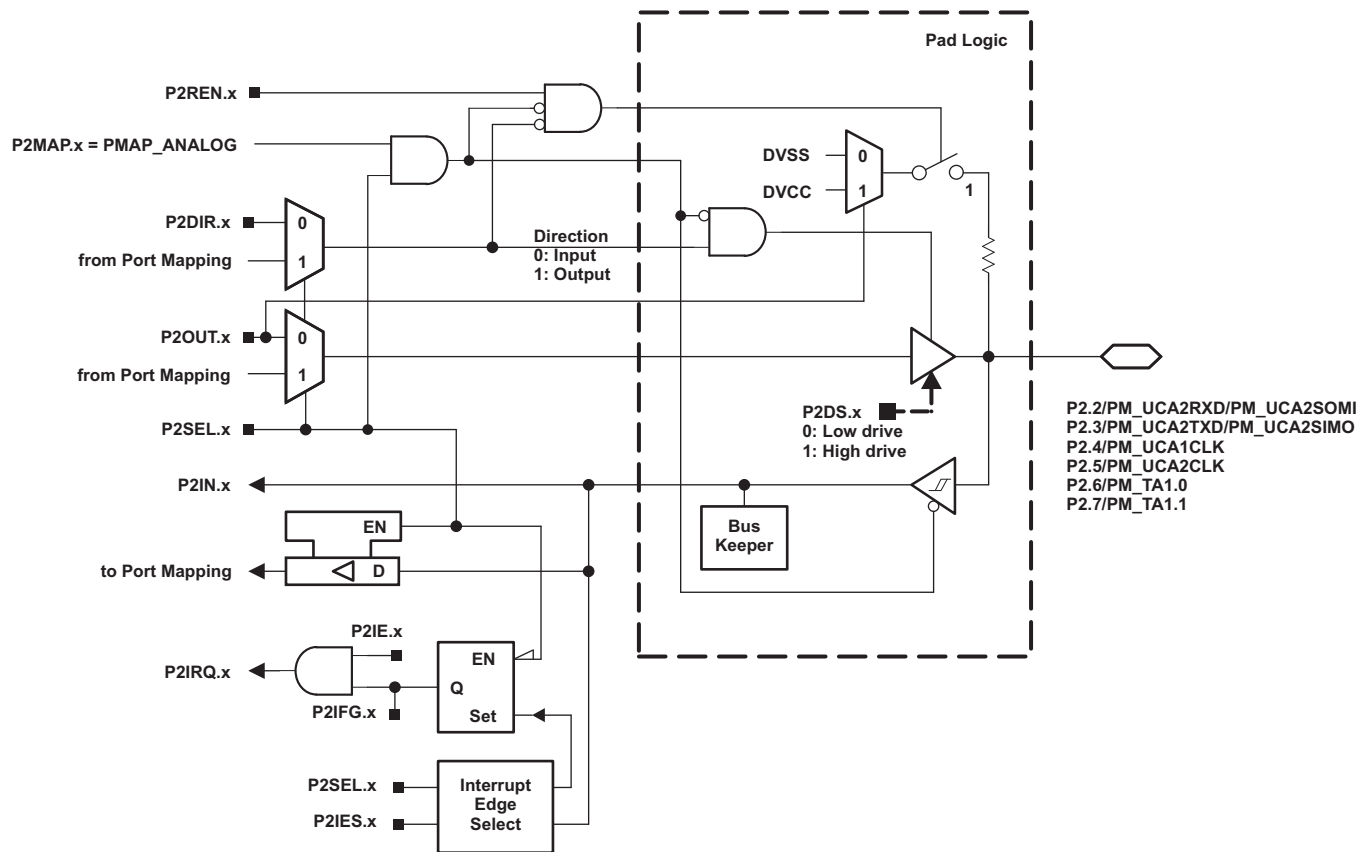 Pad Logic
P2REN.x
P2MAP.x = PMAP_ANALOG
DVSS
0
DVCC
1
1
P2DIR.x
0
from Port Mapping
1
Direction
0: Input
1: Output
P2OUT.x
0
from Port Mapping
1
P2SEL.x
P2DS.x
0: Low drive
1: High drive
P2.2/PM_UCA2RXD/PM_UCA2SOMI
P2.3/PM_UCA2TXD/PM_UCA2SIMO
P2.4/PM_UCA1CLK
P2.5/PM_UCA2CLK
P2.6/PM_TA1.0
P2.7/PM_TA1.1
P2IN.x
Bus
Keeper
EN
to Port Mapping
D
P2IE.x
P2IRQ.x
EN
Q
P2IFG.x
Set
P2SEL.x
P2IES.x
Interrupt
Edge
Select